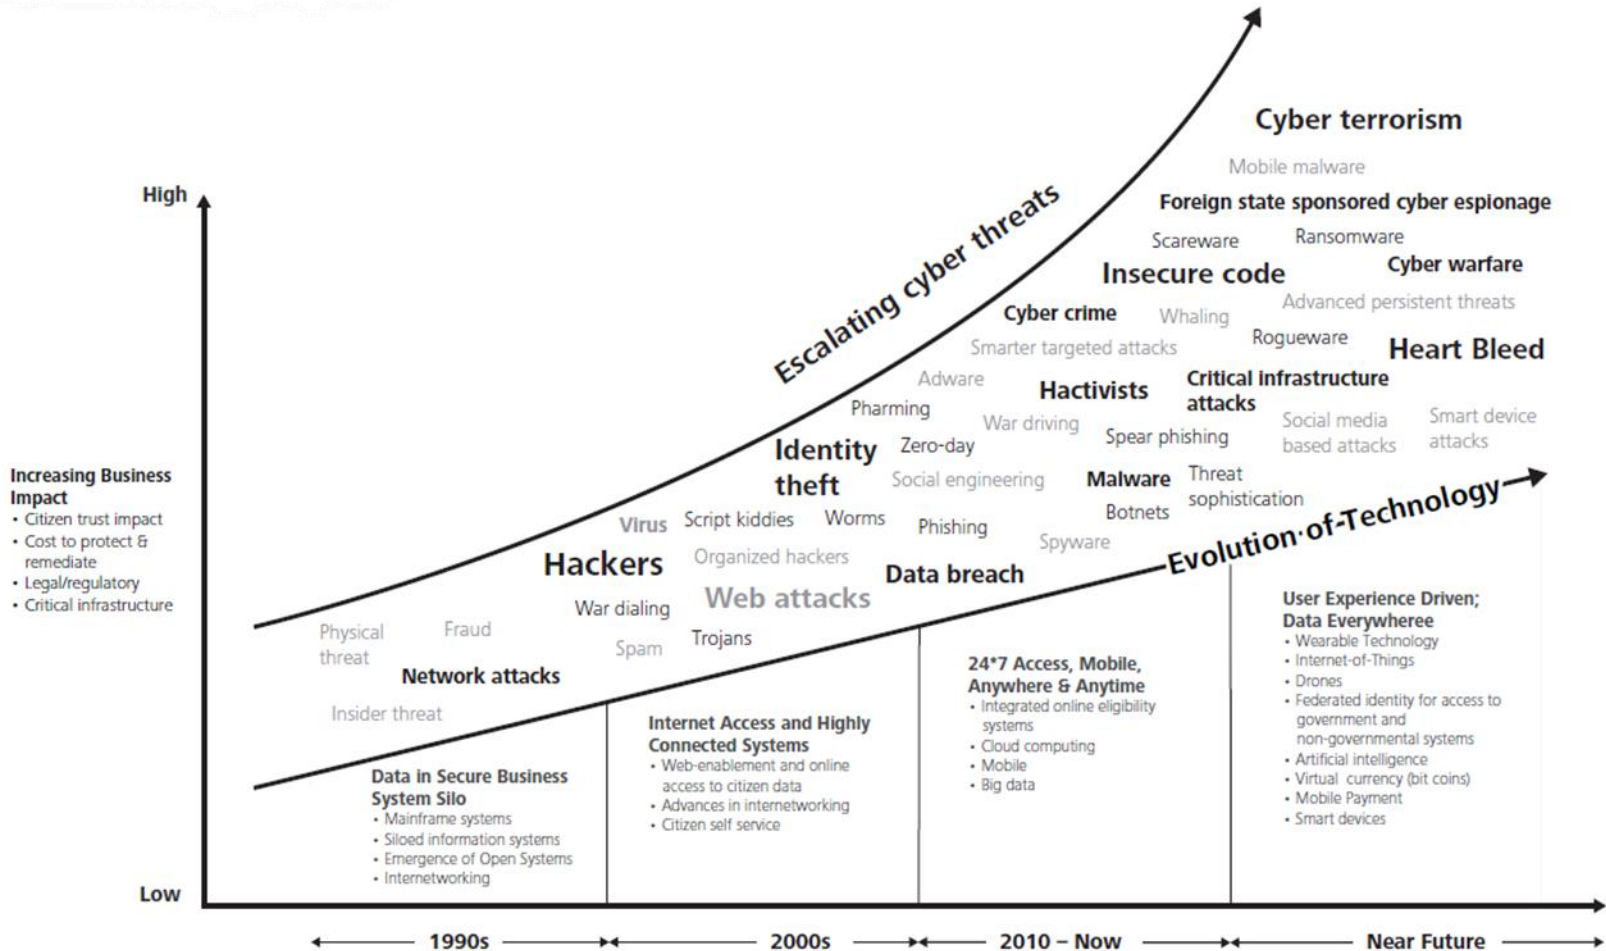 Cyber terrorism
Mobile malware
High
Foreign state sponsored cyber espionage
Escalating cyber threats
Scareware
Ransomware
Insecure code
Cyber warfare
Advanced persistent threats
Cyber crime
Whaling
Rogueware
Smarter targeted attacks
Heart Bleed
Adware
Hactivists
Critical infrastructure
attacks
Pharming
War driving
Social media
based attacks
Smart device
attacks
Identity
theft
Zero-day
Spear phishing
Social engineering
Malware
Threat
sophistication
Increasing Business
Impact
• Citizen trust impact
• Cost to protect &
remediate
• Legal/regulatory
• Critical infrastructure
Virus
Script kiddies
Worms
Phishing
Botnets
Spyware
Evolution·of-Technology
Hackers
Organized hackers
Data breach
War dialing
Web attacks
Physical
threat
Fraud
Spam
Trojans
Network attacks
Insider threat
Data in Secure Business
System Silo
• Mainframe systems
• Siloed information systems
• Emergence of Open Systems
• Internetworking
Internet Access and Highly
Connected Systems
• Web-enablement and online
access to citizen data
• Advances in internetworking
• Citizen self service
24*7 Access, Mobile,
Anywhere & Anytime
• Integrated online eligibility
systems
• Cloud computing
• Mobile
• Big data
User Experience Driven;
Data Everywheree
• Wearable Technology
• Internet-of-Things
• Drones
• Federated identity for access to
government and
non-governmental systems
• Artificial intelligence
• Virtual currency (bit coins)
• Mobile Payment
• Smart devices
Low
1990s
2000s
2010 – Now
Near Future